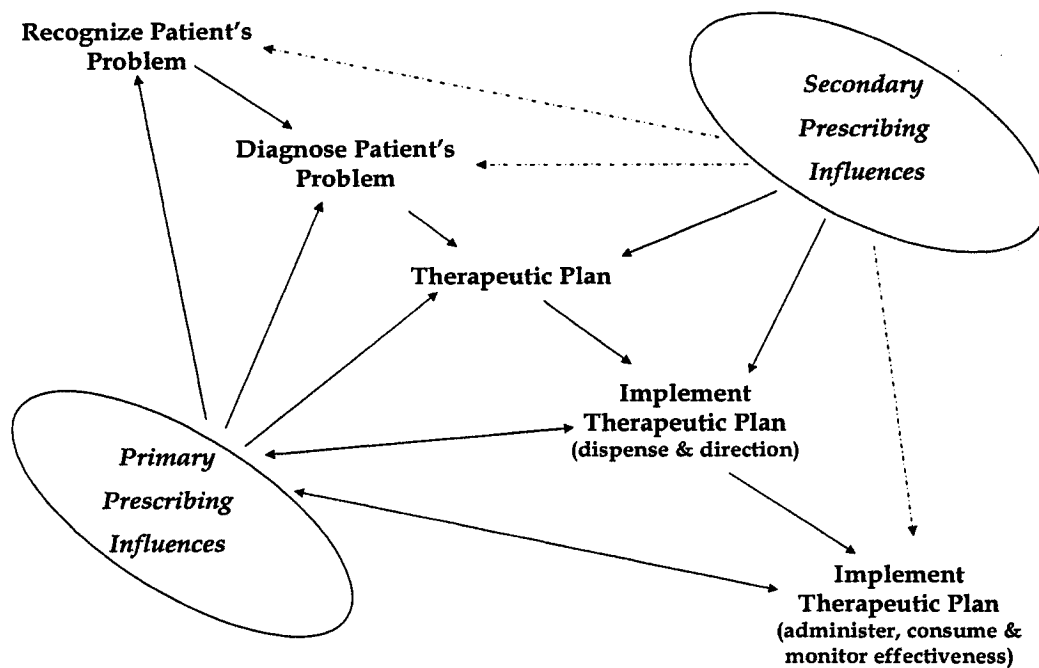 Recognize Patient's
Problem
Secondary
Prescribing
Influences
Diagnose Patient's
Problem
Therapeutic Plan
Implement
Therapeutic Plan
(dispense & direction)
Primary
Prescribing
Influences
Implement
Therapeutic Plan
(administer, consume &
monitor effectiveness)